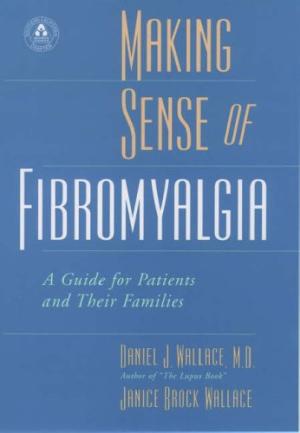 MAKING
SENSE OF
FIBROMYALGIA
A Guide for Patients
and Their Families
DANIEL J. WALLACE, M.D.
Author of "The Lupus Book"
JANICE BROCK WALLACE